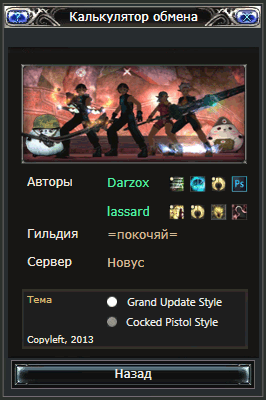 Калькулятор обмена
Авторы Darzox Ps
lassard
Гильдия =покочяй=
Сервер Новус
Тема Grand Update Style
Cocked Pistol Style
Copyleft, 2013
Назад